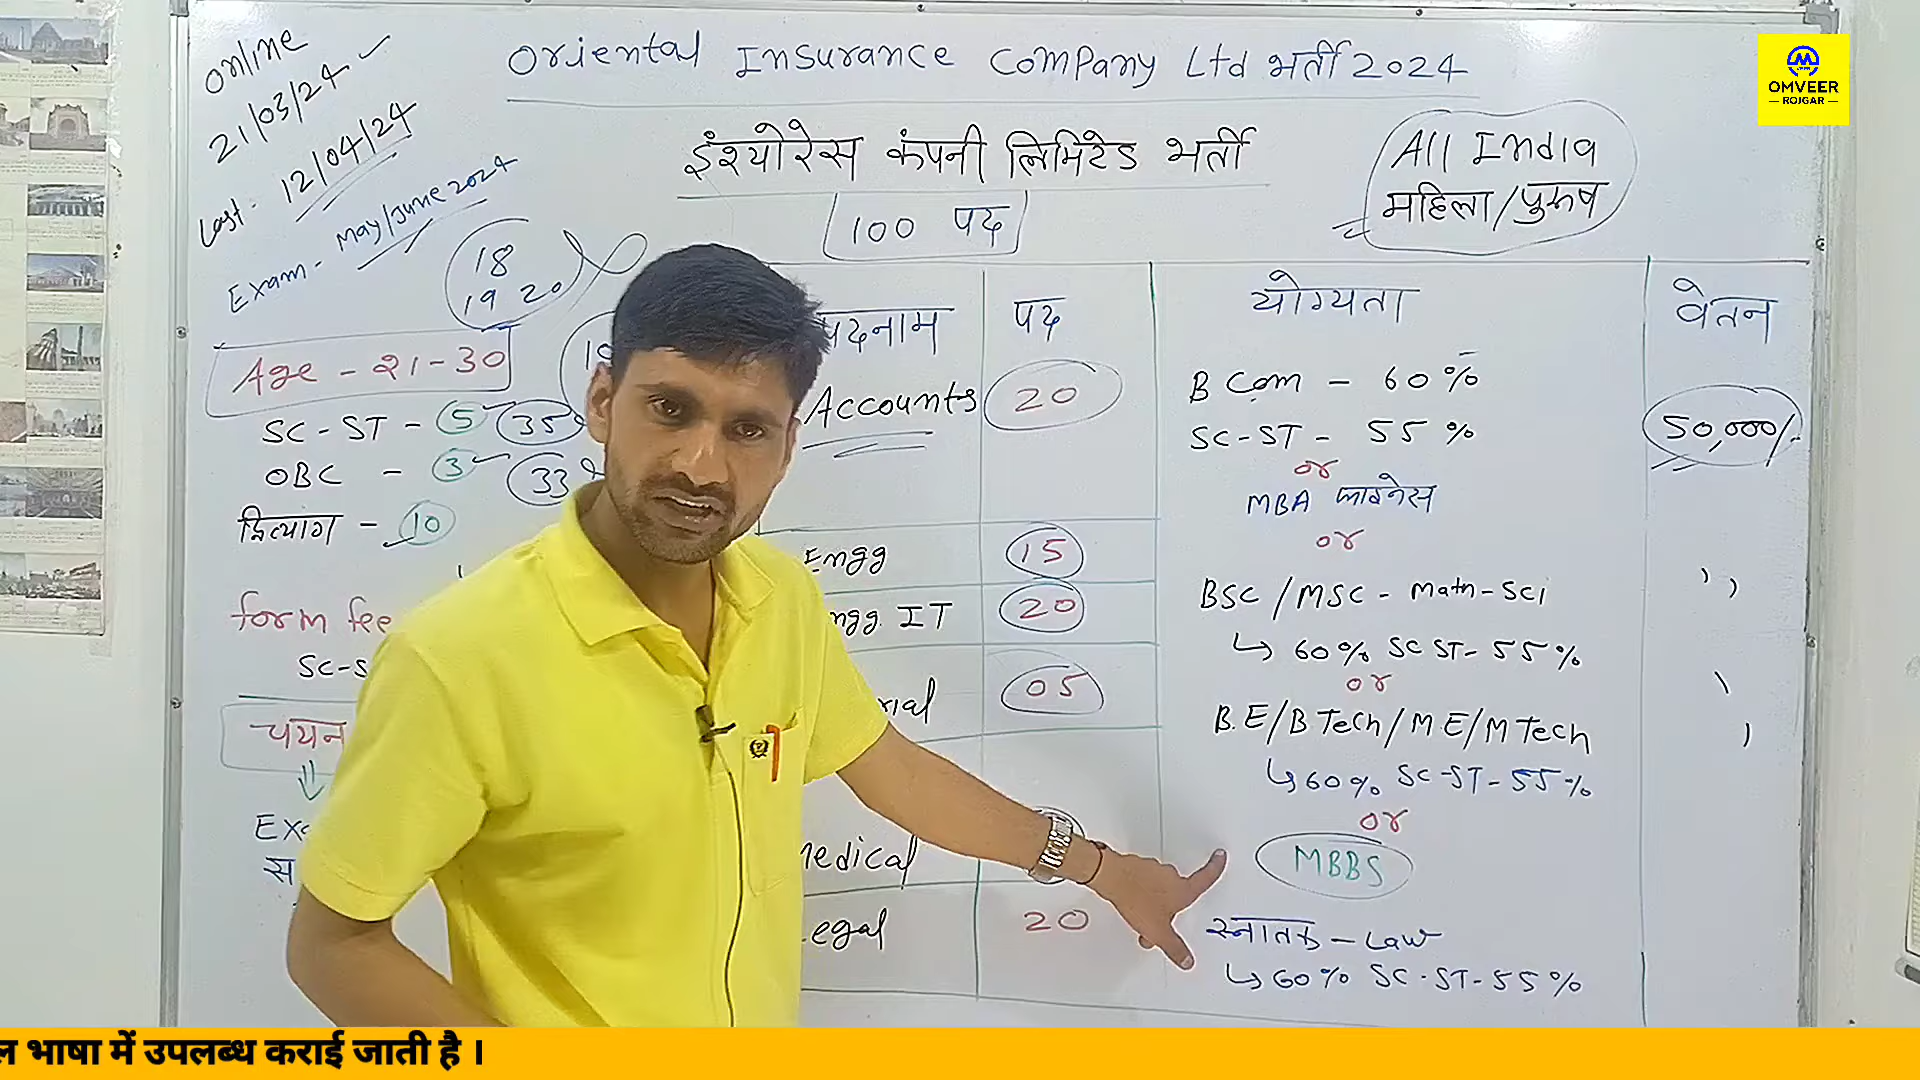 Oriental Insurance Company Ltd भर्ती 2024
इंश्योरेस कंपनी लिमिटेड भर्ती
100 पद
All India
महिला/पुरुष
OMVEER
ROJGAR
Online
21/03/24
Last - 12/04/24
Exam - May/June 2024
18
19 20
Age - 21-30
SC-ST - 5 35
OBC - 3 33
10
form fee
चयन
पदनाम पद योग्यता वेतन
Accounts 20
B Com - 60%
SC-ST - 55%
or
MBA फाइनेंस
or
50,000/-
Engg 15
IT 20
05
BSC/MSC - Math-Sci
↳ 60% SC ST-55%
or
B.E/B Tech/M.E/M Tech
↳ 60% SC-ST-55%
or
MBBS
20
स्नातक - Law
↳ 60% SC-ST-55%
भाषा में उपलब्ध कराई जाती है ।